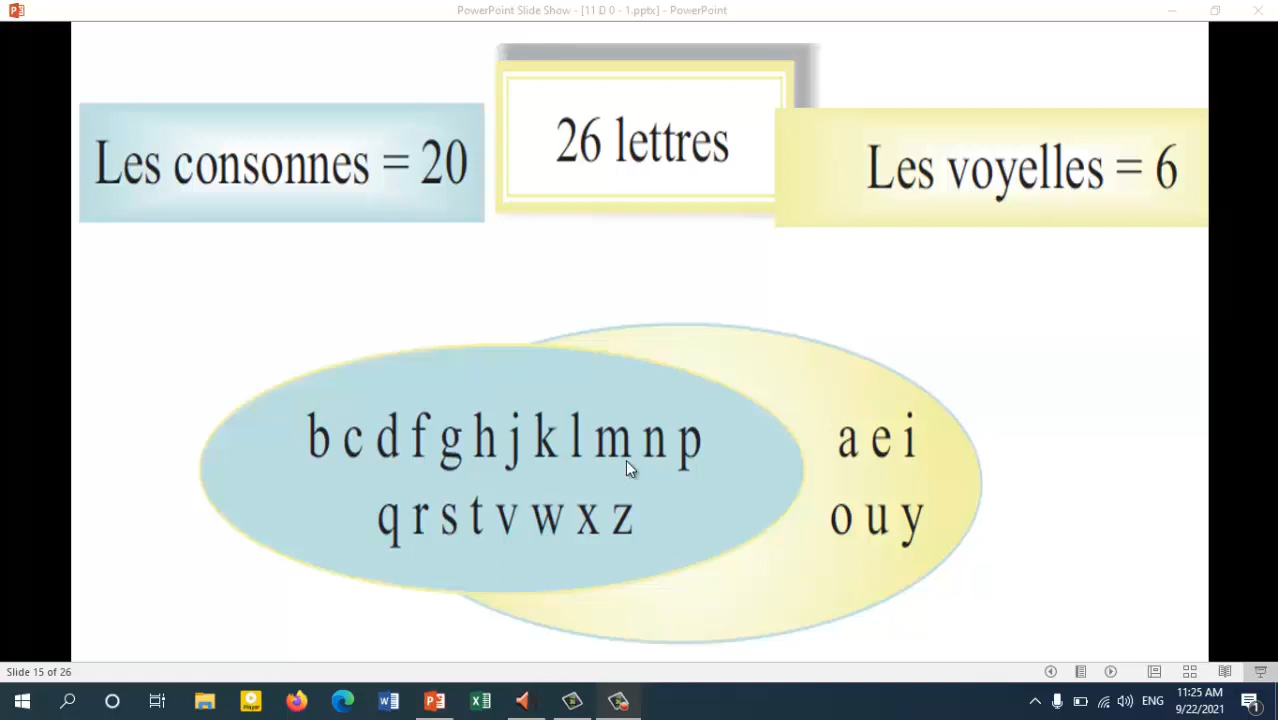 PowerPoint Slide Show - [11 0 - 1.pptx] - PowerPoint
26 lettres
Les consonnes = 20
Les voyelles = 6
b c d f g h j k l m n p
q r s t v w x z
a e i
o u y
Slide 15 of 26
ENG
11:25 AM
9/22/2021